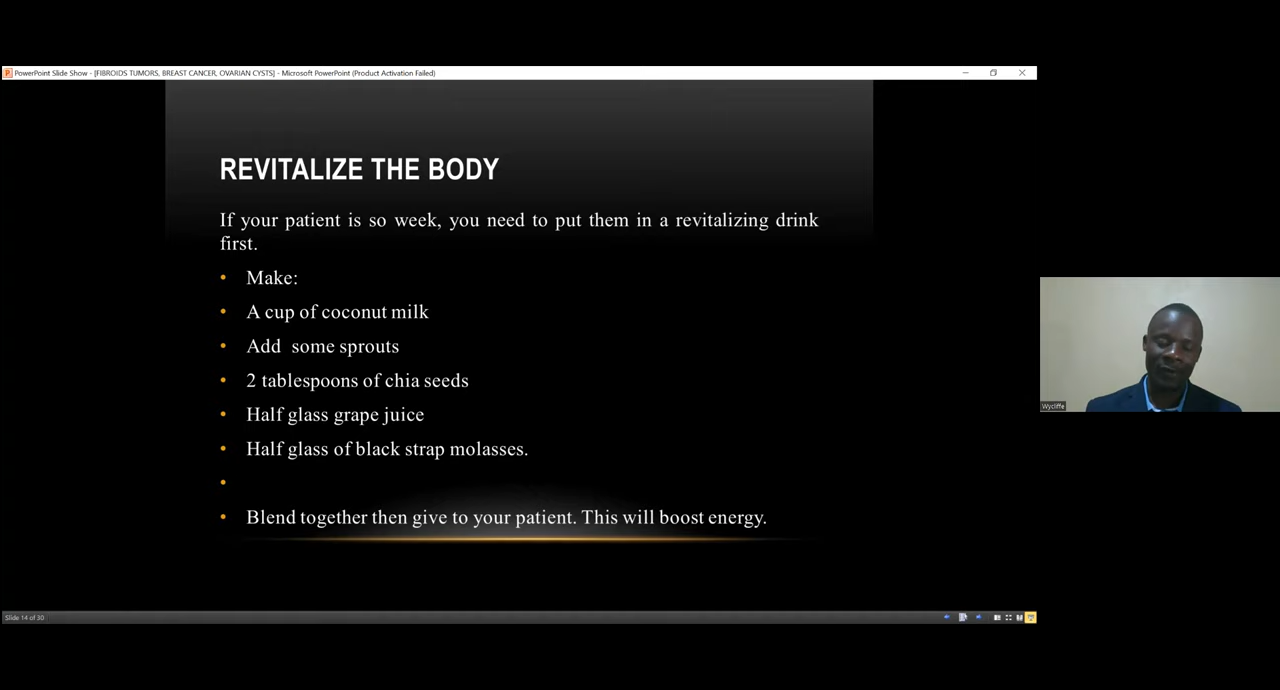 PowerPoint Slide Show - [FIBROIDS TUMORS, BREAST CANCER, OVARIAN CYSTS] - Microsoft PowerPoint (Product Activation Failed)
REVITALIZE THE BODY
If your patient is so week, you need to put them in a revitalizing drink
first.
• Make:
• A cup of coconut milk
• Add some sprouts
• 2 tablespoons of chia seeds
• Half glass grape juice
• Half glass of black strap molasses.
•
• Blend together then give to your patient. This will boost energy.
Wycliffe
Slide 14 of 30